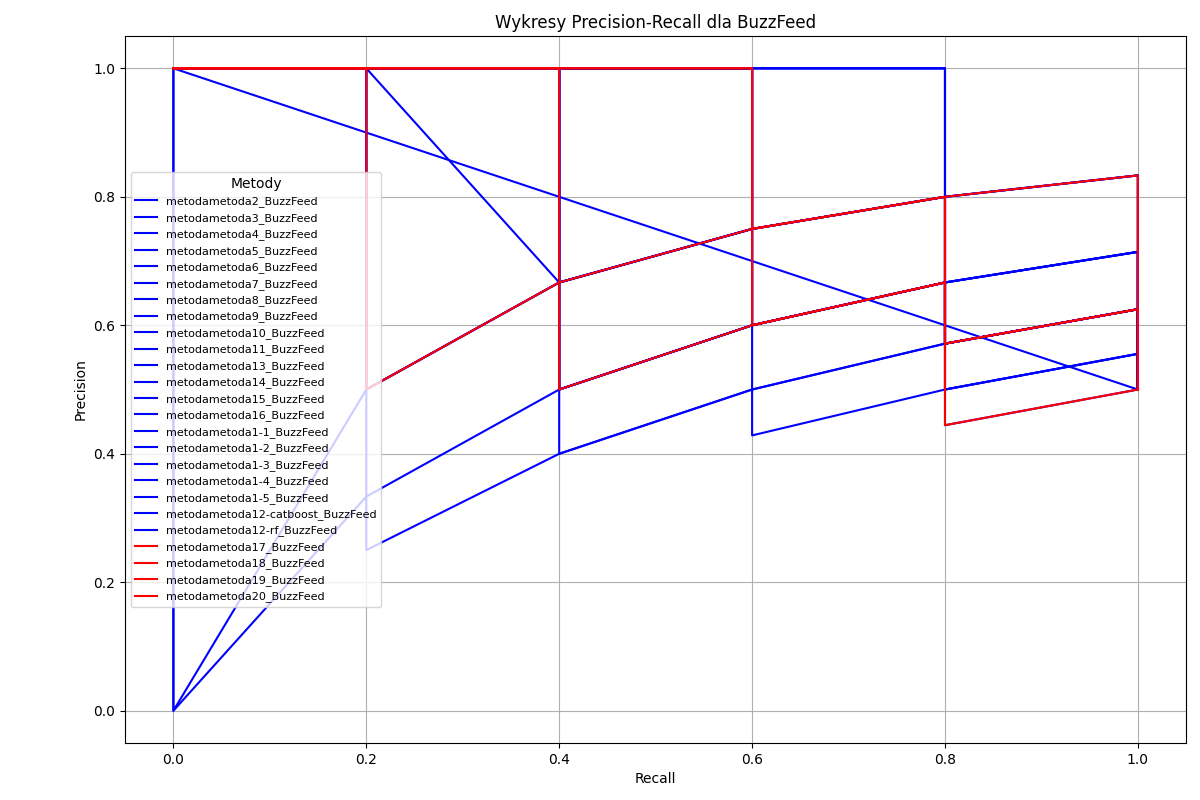 Wykresy Precision-Recall dla BuzzFeed
1.0
0.8
0.6
0.4
0.2
0.0
Precision
Metody
metodametoda2_BuzzFeed
metodametoda3_BuzzFeed
metodametoda4_BuzzFeed
metodametoda5_BuzzFeed
metodametoda6_BuzzFeed
metodametoda7_BuzzFeed
metodametoda8_BuzzFeed
metodametoda9_BuzzFeed
metodametoda10_BuzzFeed
metodametoda11_BuzzFeed
metodametoda13_BuzzFeed
metodametoda14_BuzzFeed
metodametoda15_BuzzFeed
metodametoda16_BuzzFeed
metodametoda1-1_BuzzFeed
metodametoda1-2_BuzzFeed
metodametoda1-3_BuzzFeed
metodametoda1-4_BuzzFeed
metodametoda1-5_BuzzFeed
metodametoda12-catboost_BuzzFeed
metodametoda12-rf_BuzzFeed
metodametoda17_BuzzFeed
metodametoda18_BuzzFeed
metodametoda19_BuzzFeed
metodametoda20_BuzzFeed
0.0 0.2 0.4 0.6 0.8 1.0
Recall